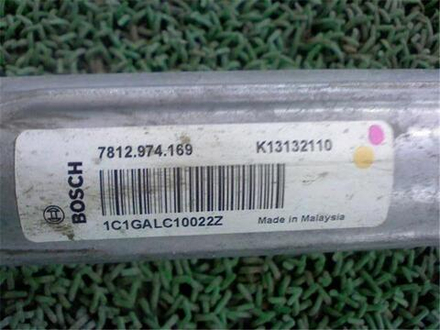 BOSCH
7812.974.169 K13132110
1C1GALC10022Z Made in Malaysia